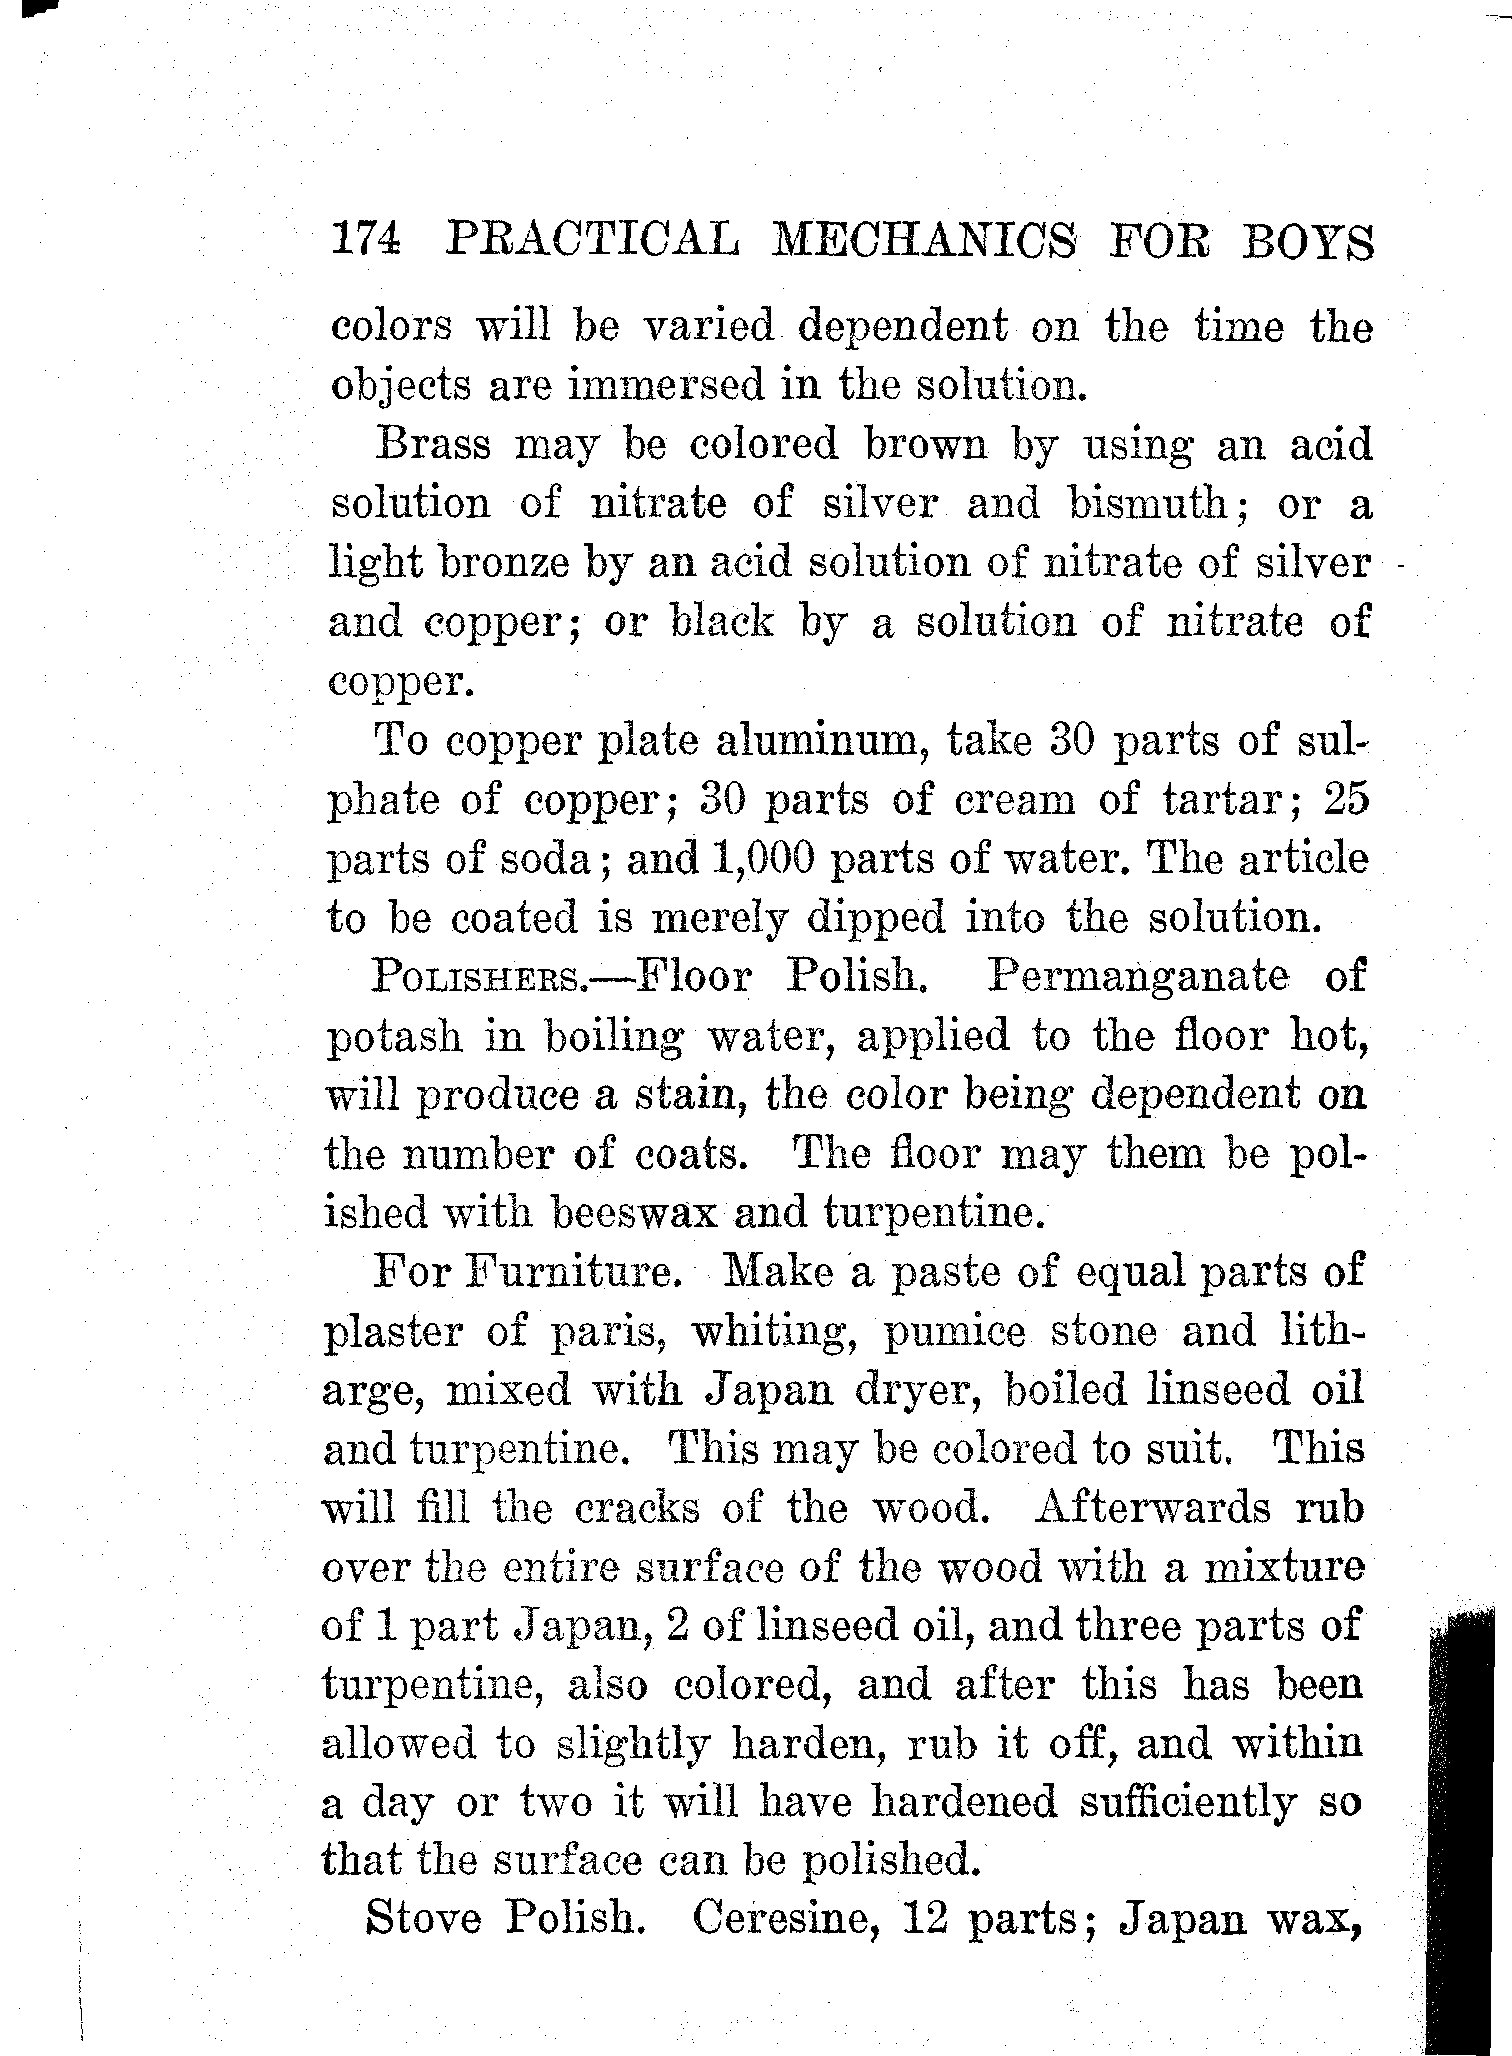 174 PRACTICAL MECHANICS FOR BOYS
colors will be varied dependent on the time the
objects are immersed in the solution.
Brass may be colored brown by using an acid
solution of nitrate of silver and bismuth; or a
light bronze by an acid solution of nitrate of silver
and copper; or black by a solution of nitrate of
copper.
To copper plate aluminum, take 30 parts of sul-
phate of copper; 30 parts of cream of tartar; 25
parts of soda; and 1,000 parts of water. The article
to be coated is merely dipped into the solution.
POLISHERS.—Floor Polish. Permanganate of
potash in boiling water, applied to the floor hot,
will produce a stain, the color being dependent on
the number of coats. The floor may them be pol-
ished with beeswax and turpentine.
For Furniture. Make a paste of equal parts of
plaster of paris, whiting, pumice stone and lith-
arge, mixed with Japan dryer, boiled linseed oil
and turpentine. This may be colored to suit. This
will fill the cracks of the wood. Afterwards rub
over the entire surface of the wood with a mixture
of 1 part Japan, 2 of linseed oil, and three parts of
turpentine, also colored, and after this has been
allowed to slightly harden, rub it off, and within
a day or two it will have hardened sufficiently so
that the surface can be polished.
Stove Polish. Ceresine, 12 parts; Japan wax,